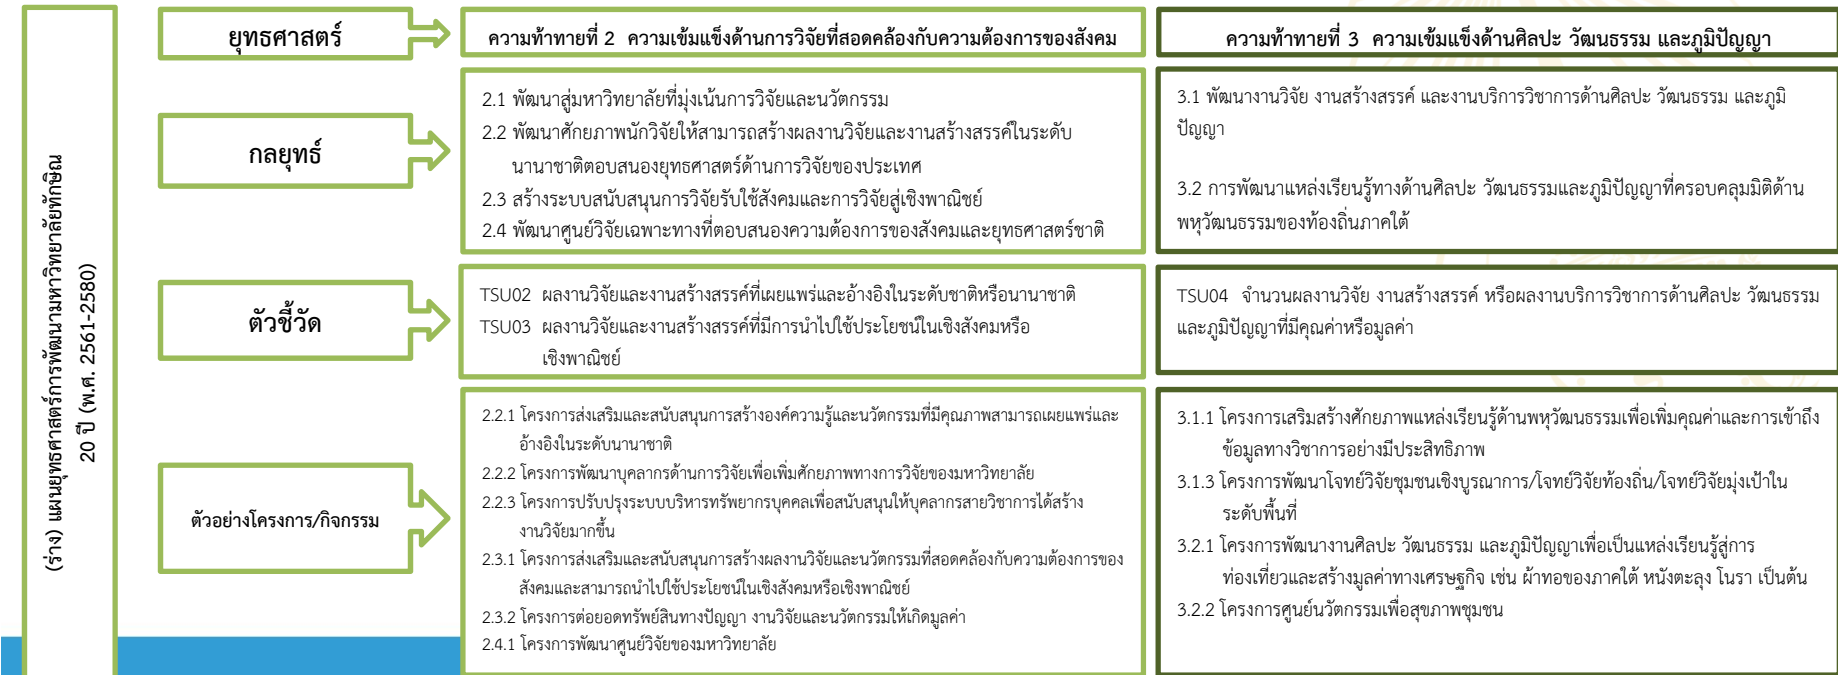 (ร่าง) แผนยุทธศาสตร์การพัฒนามหาวิทยาลัยทักษิณ
20 ปี (พ.ศ. 2561-2580)
ยุทธศาสตร์
ความท้าทายที่ 2 ความเข้มแข็งด้านการวิจัยที่สอดคล้องกับความต้องการของสังคม
ความท้าทายที่ 3 ความเข้มแข็งด้านศิลปะ วัฒนธรรม และภูมิปัญญา
กลยุทธ์
2.1 พัฒนาสู่มหาวิทยาลัยที่มุ่งเน้นการวิจัยและนวัตกรรม
2.2 พัฒนาศักยภาพนักวิจัยให้สามารถสร้างผลงานวิจัยและงานสร้างสรรค์ในระดับ
นานาชาติตอบสนองยุทธศาสตร์ด้านการวิจัยของประเทศ
2.3 สร้างระบบสนับสนุนการวิจัยรับใช้สังคมและการวิจัยสู่เชิงพาณิชย์
2.4 พัฒนาศูนย์วิจัยเฉพาะทางที่ตอบสนองความต้องการของสังคมและยุทธศาสตร์ชาติ
3.1 พัฒนางานวิจัย งานสร้างสรรค์ และงานบริการวิชาการด้านศิลปะ วัฒนธรรม และภูมิ
ปัญญา
3.2 การพัฒนาแหล่งเรียนรู้ทางด้านศิลปะ วัฒนธรรมและภูมิปัญญาที่ครอบคลุมมิติด้าน
พหุวัฒนธรรมของท้องถิ่นภาคใต้
ตัวชี้วัด
TSU02 ผลงานวิจัยและงานสร้างสรรค์ที่เผยแพร่และอ้างอิงในระดับชาติหรือนานาชาติ
TSU03 ผลงานวิจัยและงานสร้างสรรค์ที่มีการนำไปใช้ประโยชน์ในเชิงสังคมหรือ
เชิงพาณิชย์
TSU04 จำนวนผลงานวิจัย งานสร้างสรรค์ หรือผลงานบริการวิชาการด้านศิลปะ วัฒนธรรม
และภูมิปัญญาที่มีคุณค่าหรือมูลค่า
ตัวอย่างโครงการ/กิจกรรม
2.2.1 โครงการส่งเสริมและสนับสนุนการสร้างองค์ความรู้และนวัตกรรมที่มีคุณภาพสามารถเผยแพร่และ
อ้างอิงในระดับนานาชาติ
2.2.2 โครงการพัฒนาบุคลากรด้านการวิจัยเพื่อเพิ่มศักยภาพทางการวิจัยของมหาวิทยาลัย
2.2.3 โครงการปรับปรุงระบบบริหารทรัพยากรบุคคลเพื่อสนับสนุนให้บุคลากรสายวิชาการได้สร้าง
งานวิจัยมากขึ้น
2.3.1 โครงการส่งเสริมและสนับสนุนการสร้างผลงานวิจัยและนวัตกรรมที่สอดคล้องกับความต้องการของ
สังคมและสามารถนำไปใช้ประโยชน์ในเชิงสังคมหรือเชิงพาณิชย์
2.3.2 โครงการต่อยอดทรัพย์สินทางปัญญา งานวิจัยและนวัตกรรมให้เกิดมูลค่า
2.4.1 โครงการพัฒนาศูนย์วิจัยของมหาวิทยาลัย
3.1.1 โครงการเสริมสร้างศักยภาพแหล่งเรียนรู้ด้านพหุวัฒนธรรมเพื่อเพิ่มคุณค่าและการเข้าถึง
ข้อมูลทางวิชาการอย่างมีประสิทธิภาพ
3.1.3 โครงการพัฒนาโจทย์วิจัยชุมชนเชิงบูรณาการ/โจทย์วิจัยท้องถิ่น/โจทย์วิจัยมุ่งเป้าใน
ระดับพื้นที่
3.2.1 โครงการพัฒนางานศิลปะ วัฒนธรรม และภูมิปัญญาเพื่อเป็นแหล่งเรียนรู้สู่การ
ท่องเที่ยวและสร้างมูลค่าทางเศรษฐกิจ เช่น ผ้าทอของภาคใต้ หนังตะลุง โนรา เป็นต้น
3.2.2 โครงการศูนย์นวัตกรรมเพื่อสุขภาพชุมชน